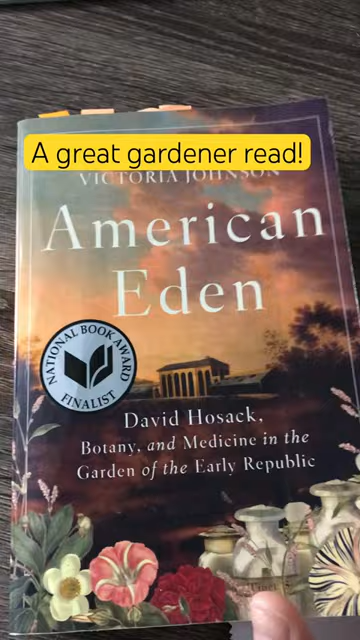 A great gardener read!
VICTORIA JOHNSON
American
Eden
NATIONAL BOOK AWARD
FINALIST
David Hosack,
Botany, and Medicine in the
Garden of the Early Republic